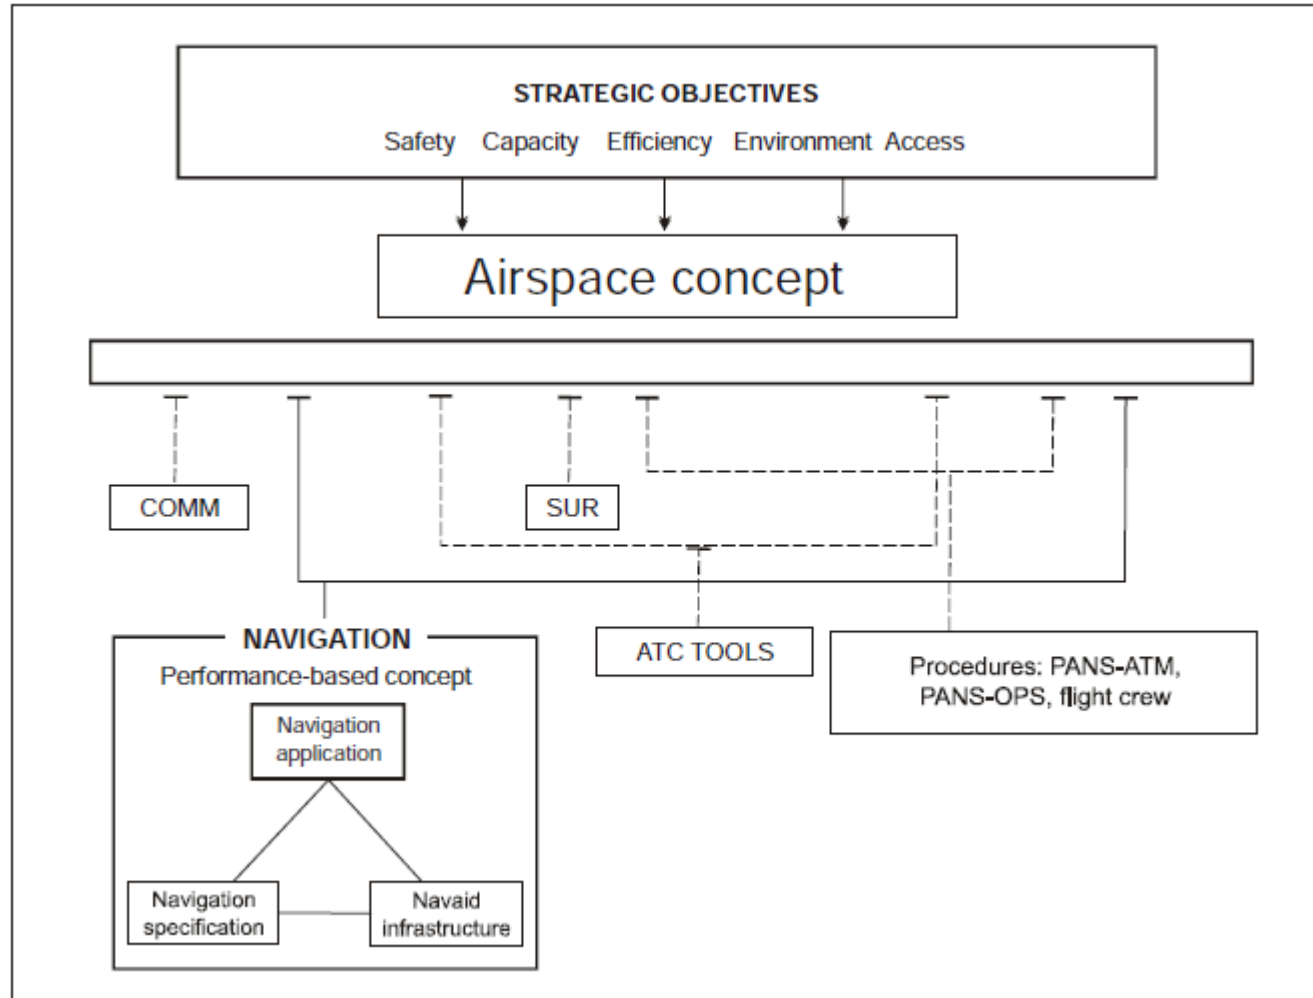 STRATEGIC OBJECTIVES
Safety Capacity Efficiency Environment Access
Airspace concept
COMM
SUR
NAVIGATION
Performance-based concept
ATC TOOLS
Procedures: PANS-ATM,
PANS-OPS, flight crew
Navigation
application
Navigation
specification
Navaid
infrastructure